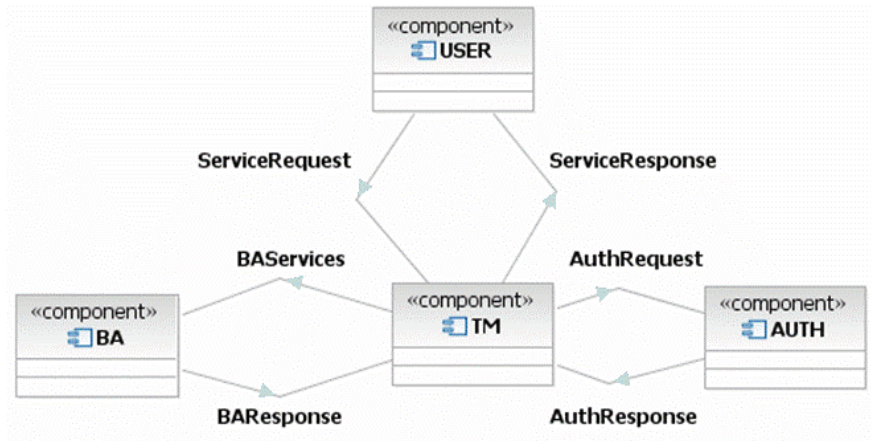 «component»
USER
ServiceRequest
ServiceResponse
BAServices
AuthRequest
«component»
BA
«component»
TM
«component»
AUTH
BAResponse
AuthResponse